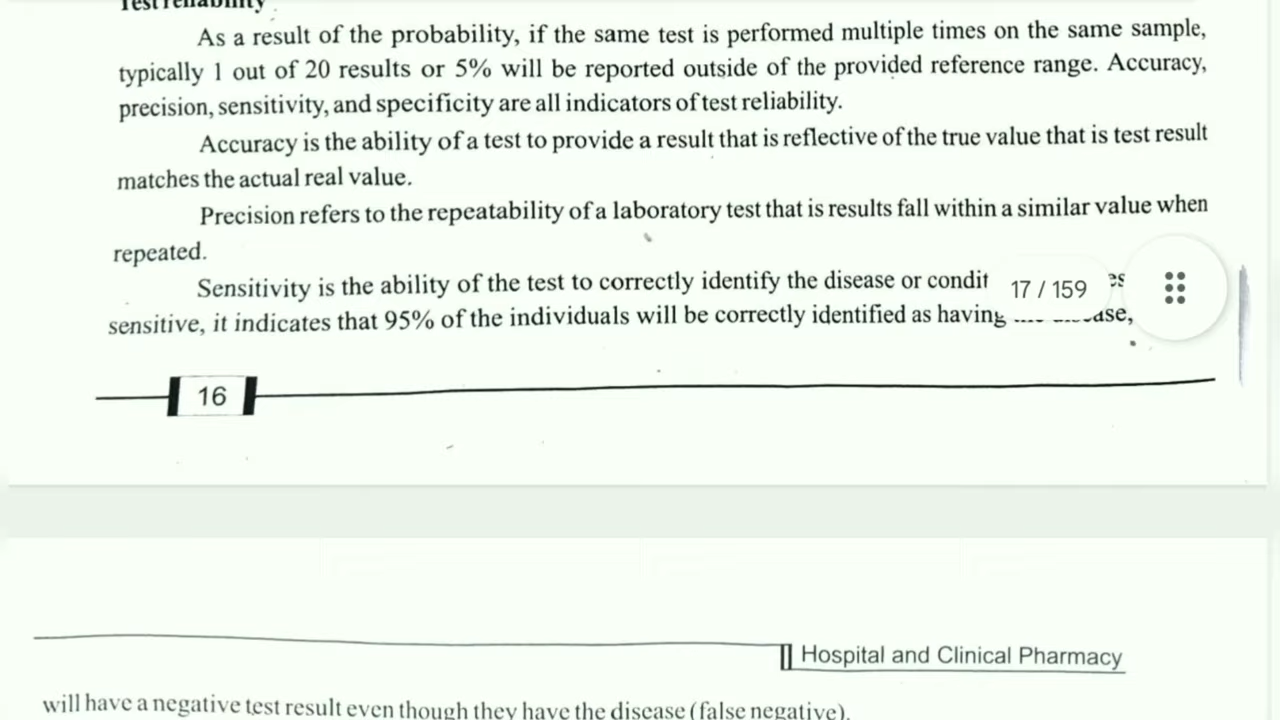 Test reliability
As a result of the probability, if the same test is performed multiple times on the same sample,
typically 1 out of 20 results or 5% will be reported outside of the provided reference range. Accuracy,
precision, sensitivity, and specificity are all indicators of test reliability.
Accuracy is the ability of a test to provide a result that is reflective of the true value that is test result
matches the actual real value.
Precision refers to the repeatability of a laboratory test that is results fall within a similar value when
repeated.
Sensitivity is the ability of the test to correctly identify the disease or condit
17 / 159
sensitive, it indicates that 95% of the individuals will be correctly identified as having
16
Hospital and Clinical Pharmacy
will have a negative test result even though they have the disease (false negative).